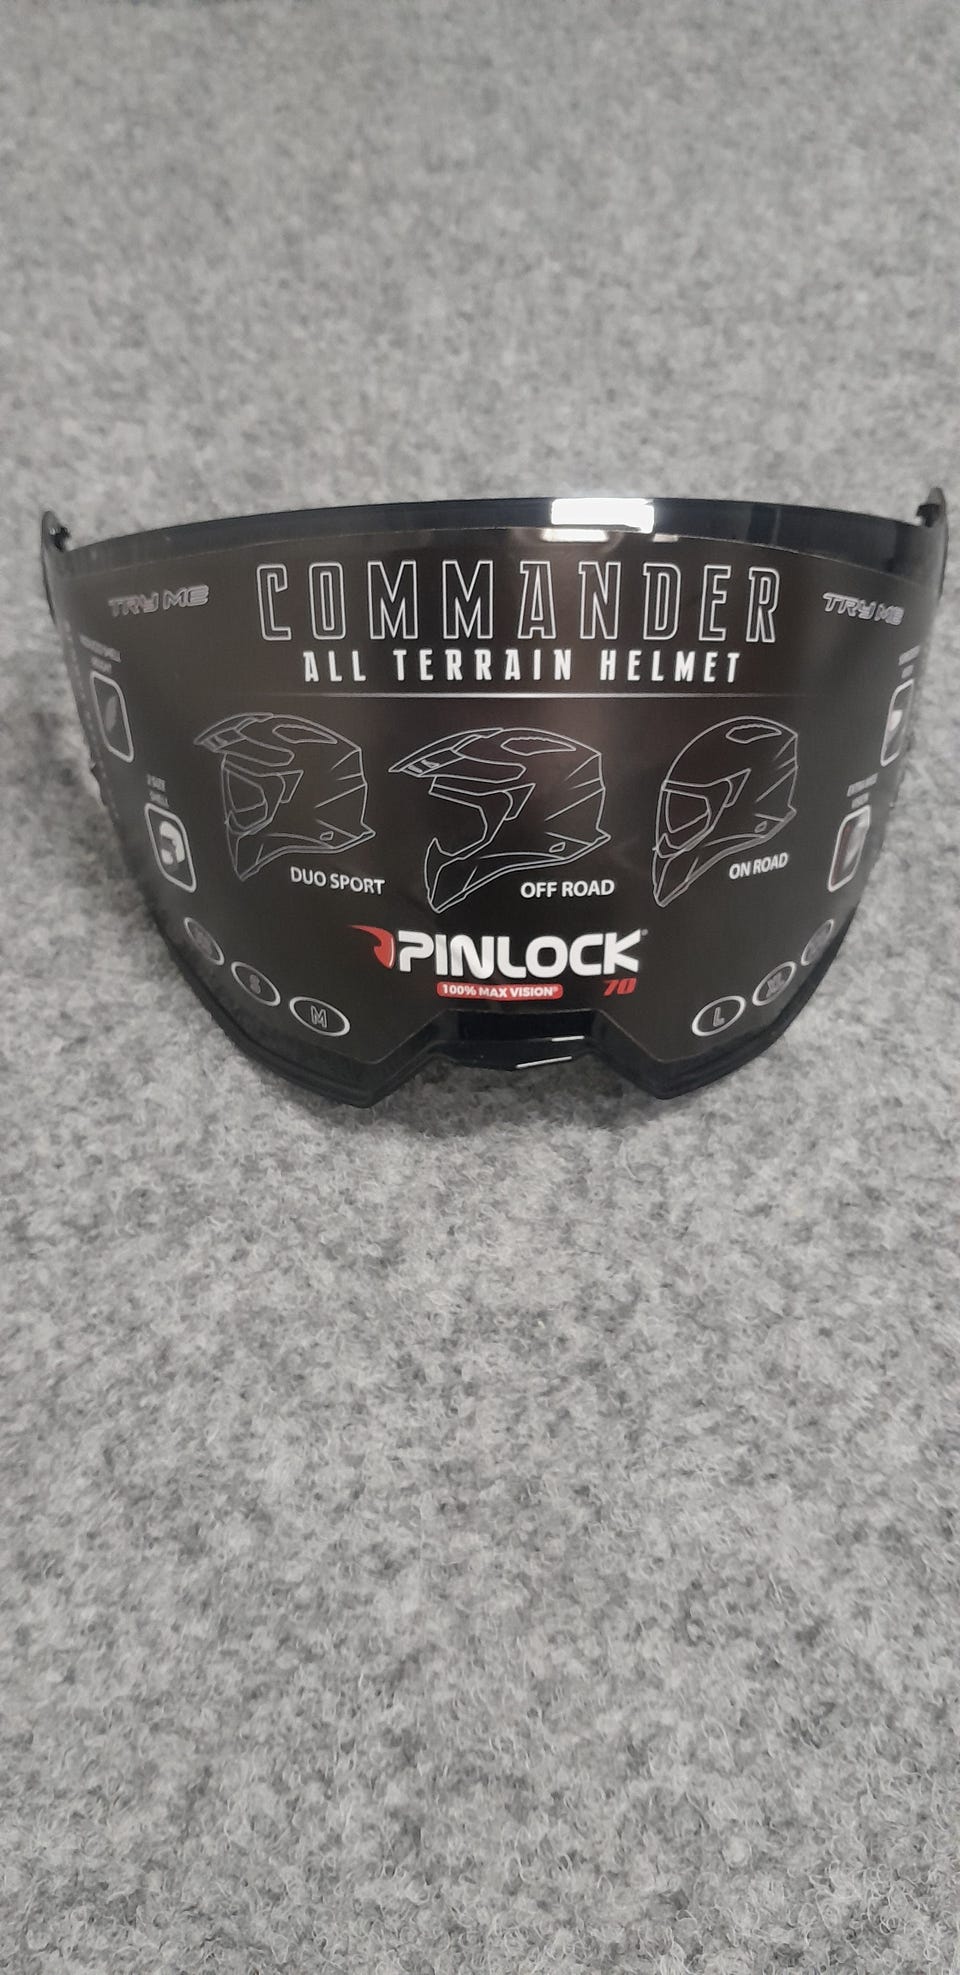 COMMANDER
ALL TERRAIN HELMET
TRY ME
TRY ME
DUO SPORT
OFF ROAD
ON ROAD
PINLOCK®
100% MAX VISION®
70
S
M
L
XL